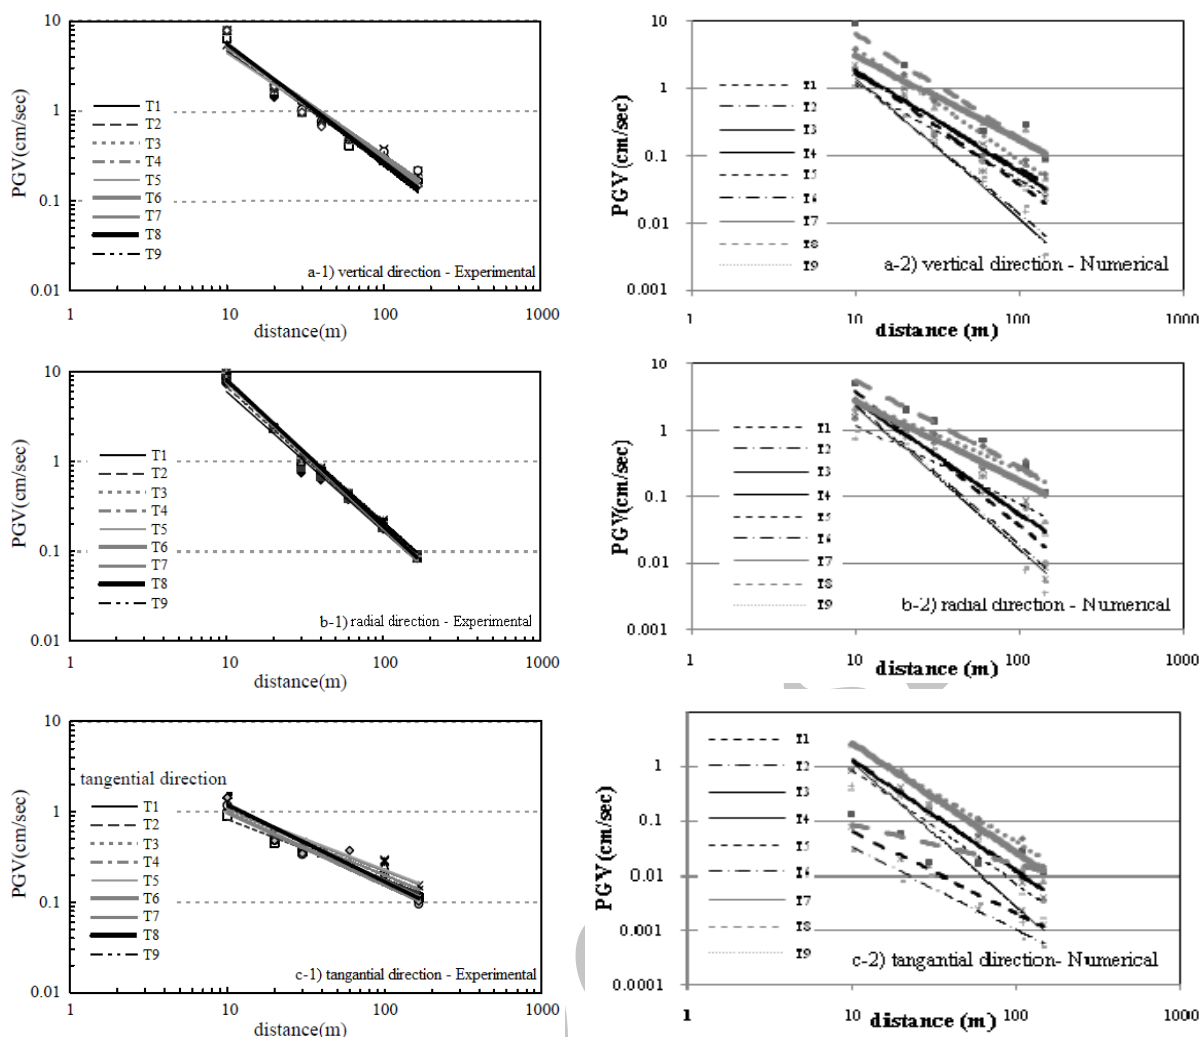 10
1
0.1
0.01
PGV(cm/sec)
T1
T2
T3
T4
T5
T6
T7
T8
T9
a-1) vertical direction - Experimental
1
10
100
1000
distance(m)
10
1
0.1
0.01
0.001
PGV(cm/sec)
T1
T2
T3
T4
T5
T6
T7
T8
T9
a-2) vertical direction - Numerical
1
10
100
1000
distance (m)
10
1
0.1
0.01
PGV(cm/sec)
T1
T2
T3
T4
T5
T6
T7
T8
T9
b-1) radial direction - Experimental
1
10
100
1000
distance(m)
10
1
0.1
0.01
0.001
PGV(cm/sec)
T1
T2
T3
T4
T5
T6
T7
T8
T9
b-2) radial direction - Numerical
1
10
100
1000
distance (m)
10
1
0.1
0.01
PGV(cm/sec)
tangential direction
T1
T2
T3
T4
T5
T6
T7
T8
T9
c-1) tangantial direction - Experimental
1
10
100
1000
distance(m)
1
0.1
0.01
0.001
0.0001
PGV(cm/sec)
T1
T2
T3
T4
T5
T6
T7
T8
T9
c-2) tangantial direction- Numerical
1
10
100
1000
distance (m)